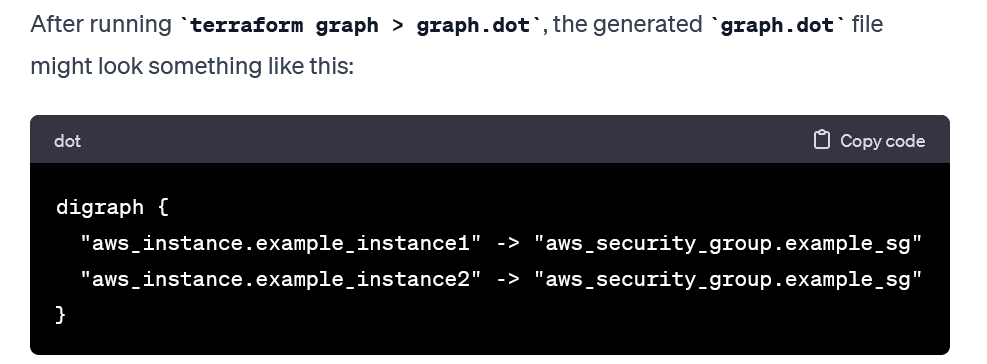 After running `terraform graph > graph.dot`, the generated `graph.dot` file
might look something like this:
dot Copy code
digraph {
  "aws_instance.example_instance1" -> "aws_security_group.example_sg"
  "aws_instance.example_instance2" -> "aws_security_group.example_sg"
}